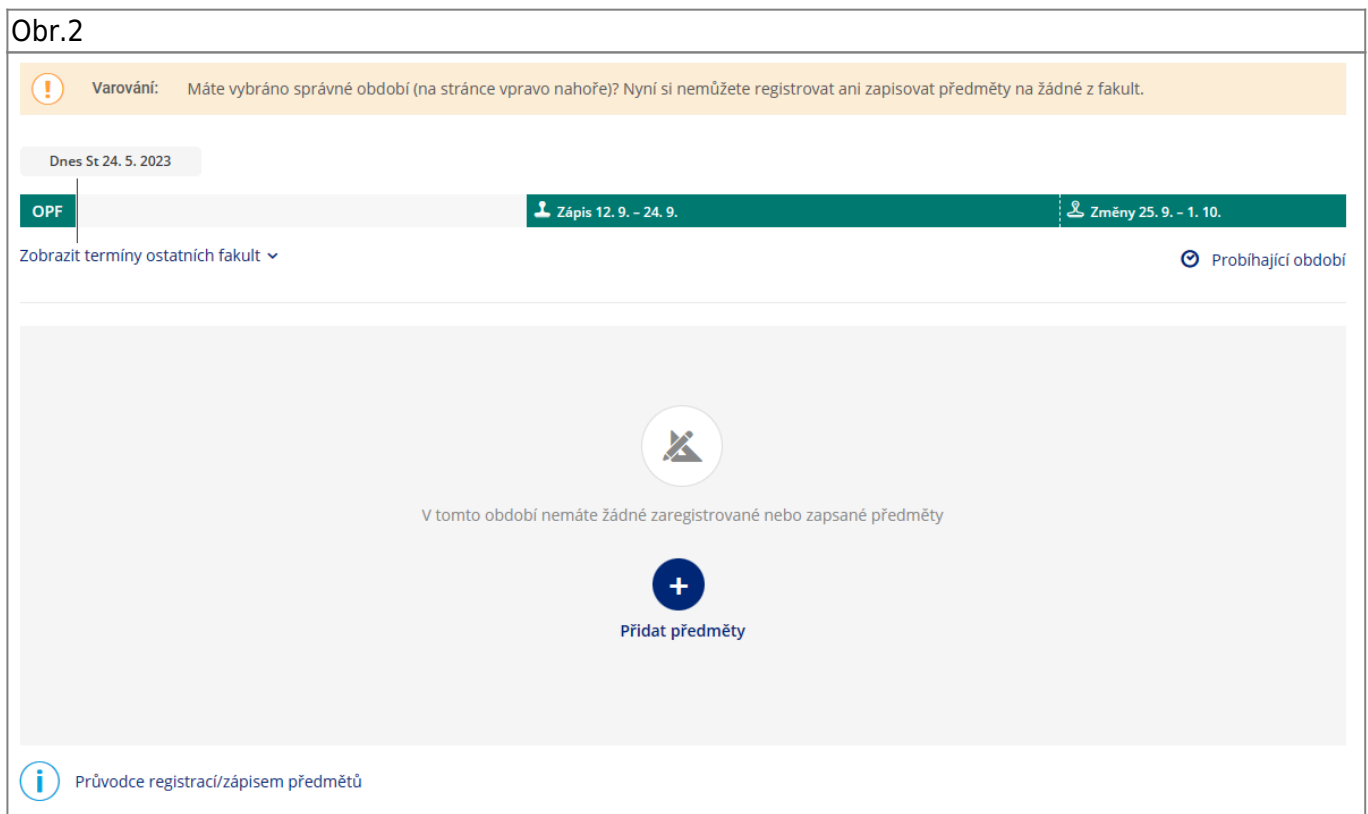 Obr.2
Varování: Máte vybráno správné období (na stránce vpravo nahoře)? Nyní si nemůžete registrovat ani zapisovat předměty na žádné z fakult.
Dnes St 24. 5. 2023
OPF Zápis 12. 9. – 24. 9. Změny 25. 9. – 1. 10.
Zobrazit termíny ostatních fakult Probíhající období
V tomto období nemáte žádné zaregistrované nebo zapsané předměty
Přidat předměty
Průvodce registrací/zápisem předmětů